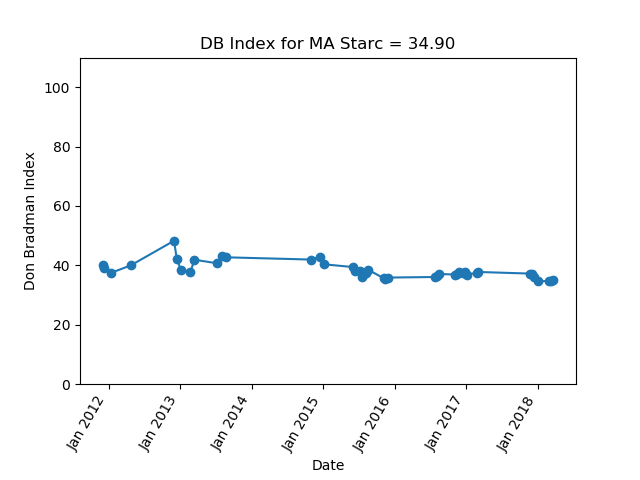 DB Index for MA Starc = 34.90
Don Bradman Index
100
80
60
40
20
0
Jan 2012
Jan 2013
Jan 2014
Jan 2015
Jan 2016
Jan 2017
Jan 2018
Date